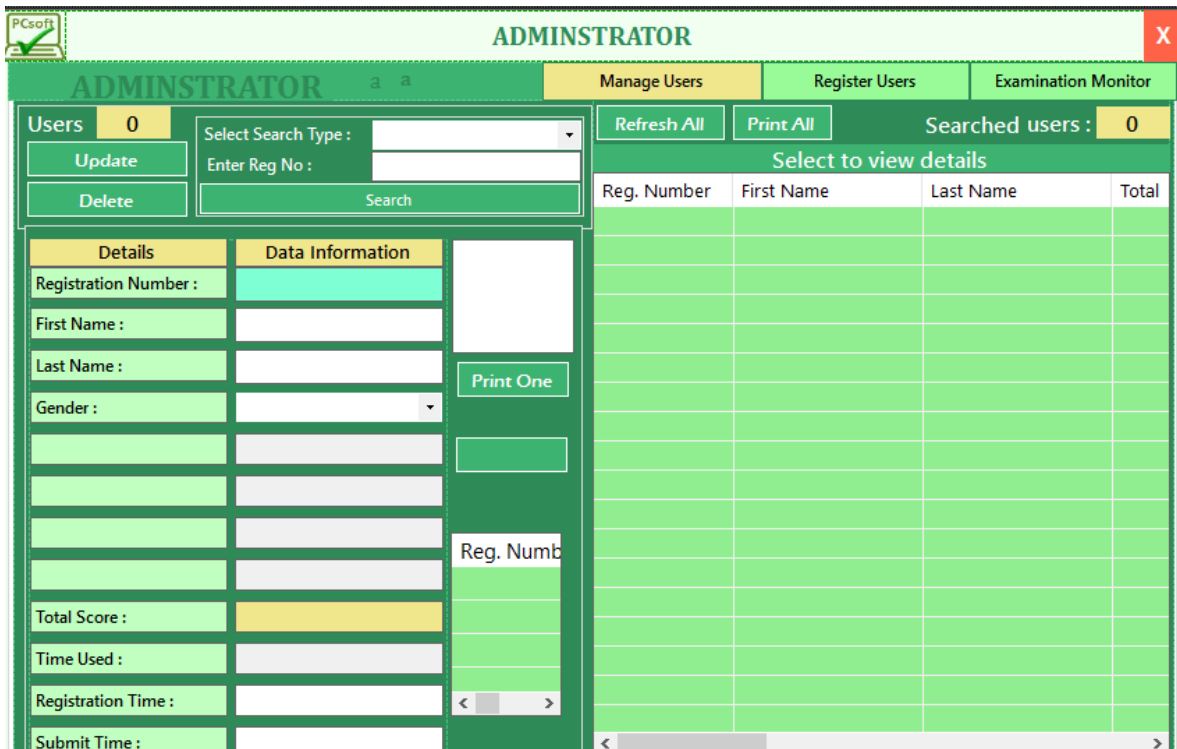 PCsoft
ADMINSTRATOR
X
ADMINSTRATOR a a
Manage Users
Register Users
Examination Monitor
Users 0
Update
Delete
Select Search Type :
Enter Reg No :
Search
Refresh All
Print All
Searched users : 0
Select to view details
Reg. Number First Name Last Name Total
Details Data Information
Registration Number :
First Name :
Last Name :
Gender :
Total Score :
Time Used :
Registration Time :
Submit Time :
Print One
Reg. Numb